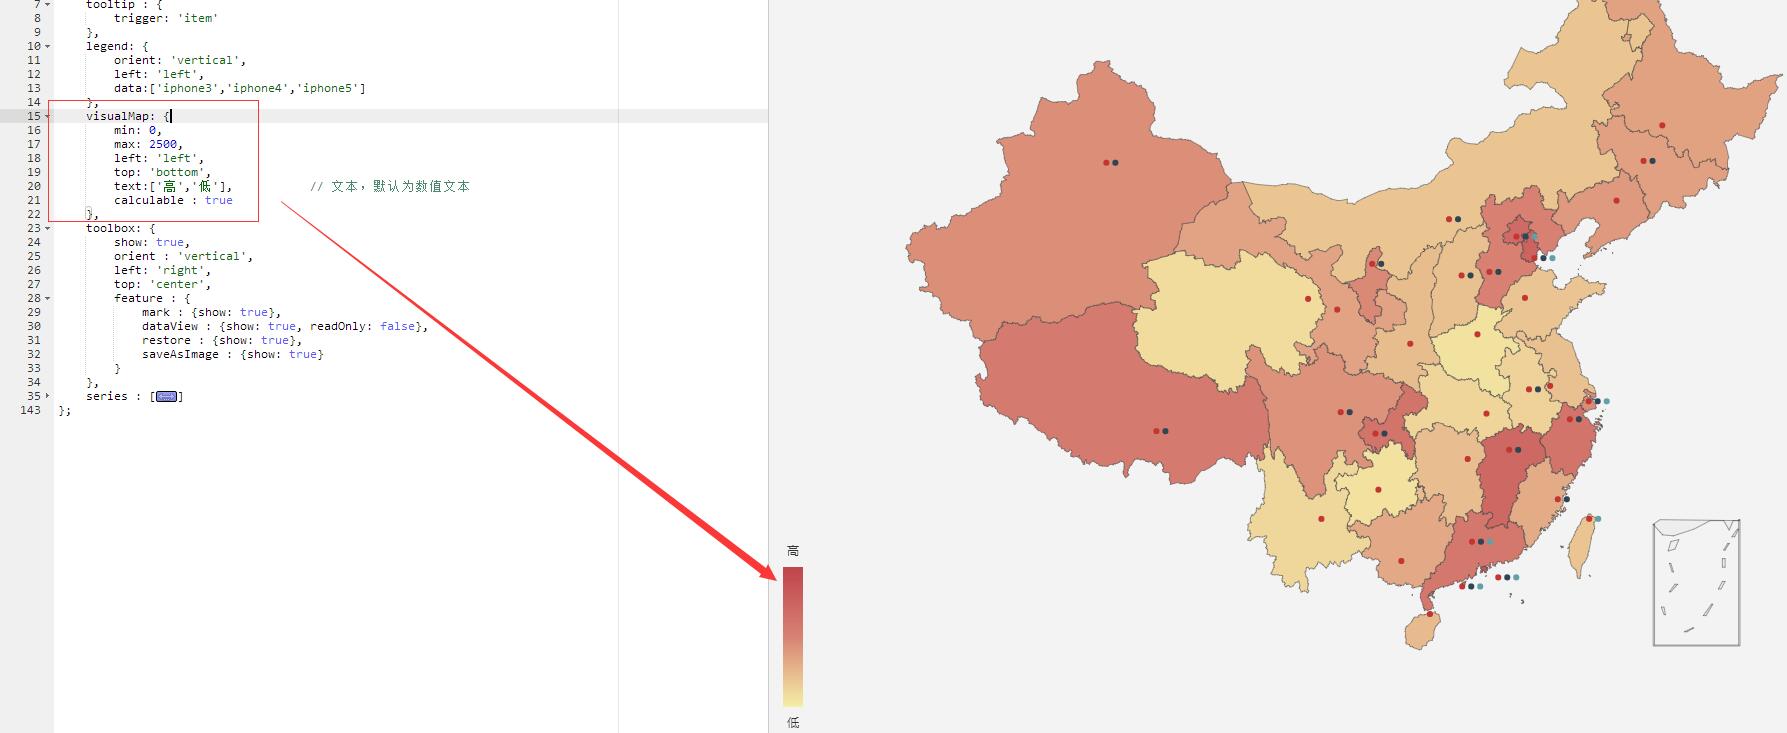 7 tooltip : {
8 trigger: 'item'
9 },
10 legend: {
11 orient: 'vertical',
12 left: 'left',
13 data:['iphone3','iphone4','iphone5']
14 },
15 visualMap: {
16 min: 0,
17 max: 2500,
18 left: 'left',
19 top: 'bottom',
20 text:['高','低'], // 文本，默认为数值文本
21 calculable : true
22 },
23 toolbox: {
24 show: true,
25 orient : 'vertical',
26 left: 'right',
27 top: 'center',
28 feature : {
29 mark : {show: true},
30 dataView : {show: true, readOnly: false},
31 restore : {show: true},
32 saveAsImage : {show: true}
33 }
34 },
35 series : []
143 };
高
低